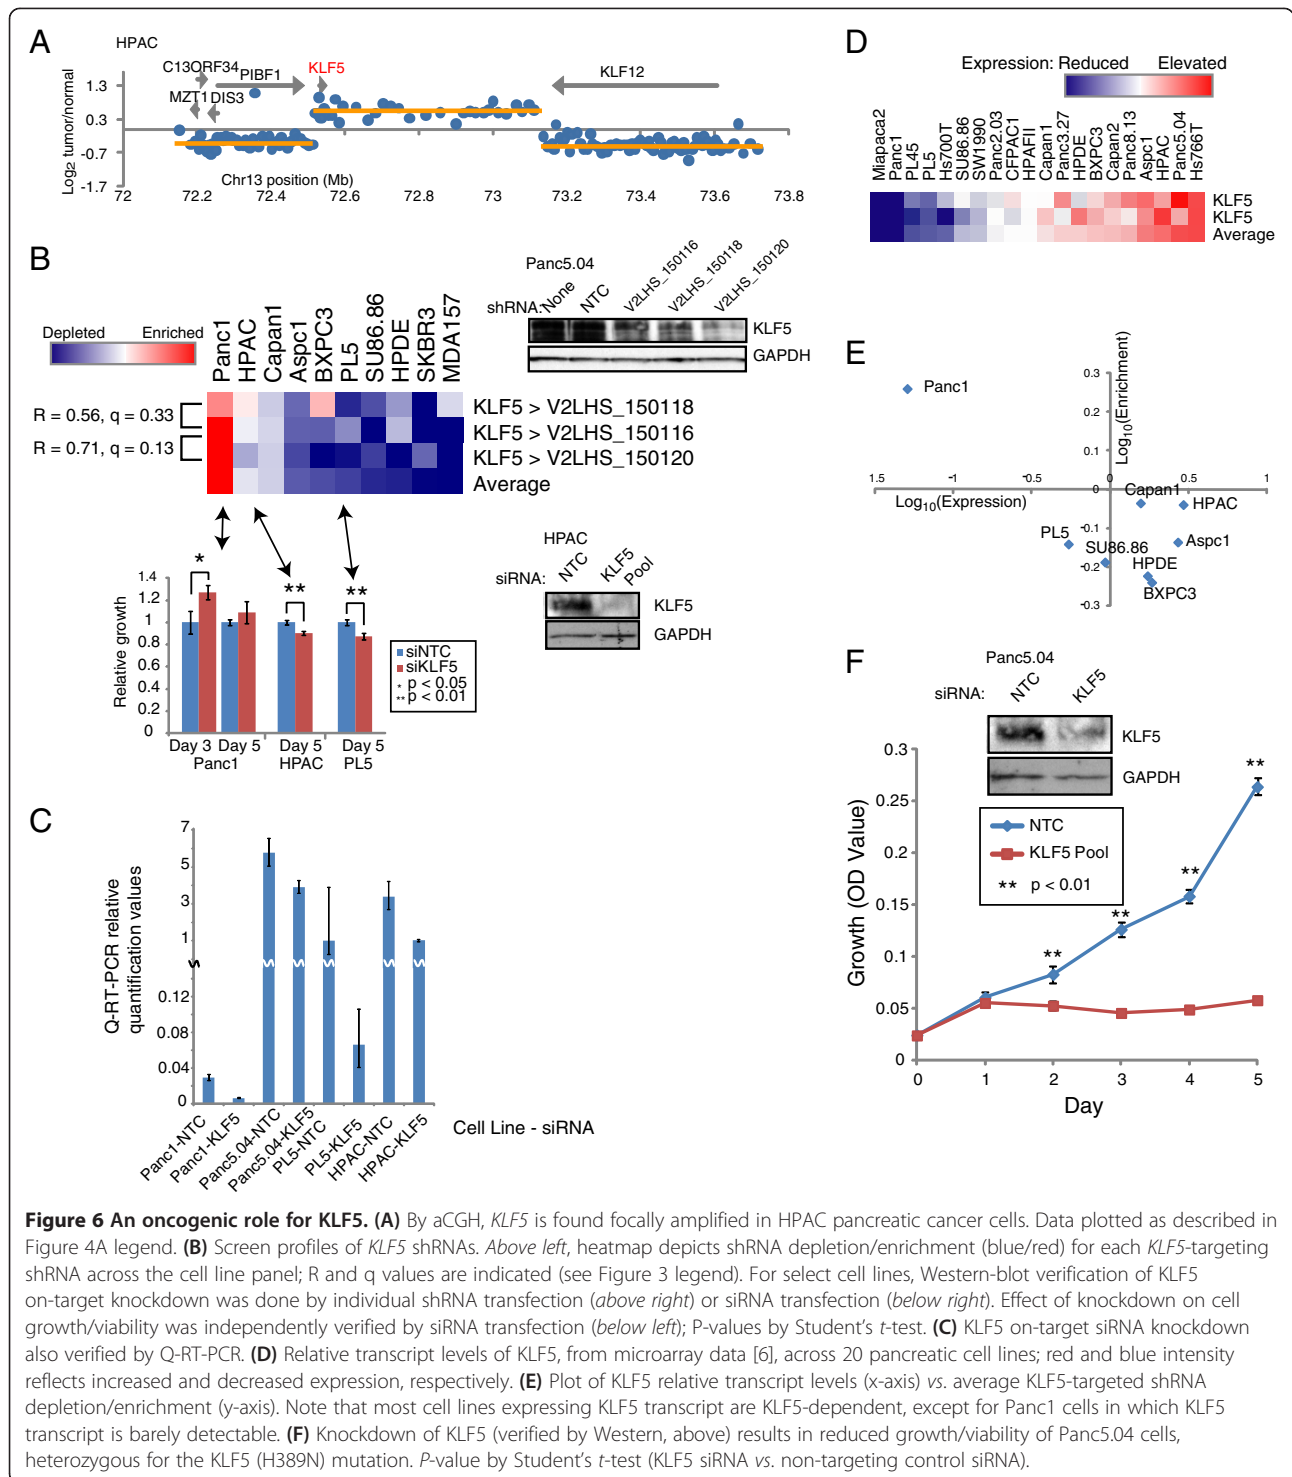 A
HPAC
C13ORF34
PIBF1
KLF5
KLF12
MZT1
DIS3
1.3
0.3
-0.7
-1.7
Log2 tumor/normal
Chr13 position (Mb)
72 72.2 72.4 72.6 72.8 73 73.2 73.4 73.6 73.8
D
Expression: Reduced Elevated
Miapaca2
Panc1
PL45
PL5
Hs700T
SU86.86
SW1990
Panc2.03
CFPAC1
HPAFII
Capan1
Panc3.27
HPDE
BXPC3
Capan2
Panc8.13
Aspc1
HPAC
Panc5.04
Hs766T
KLF5
KLF5
Average
B
Depleted Enriched
Panc1
HPAC
Capan1
Aspc1
BXPC3
PL5
SU86.86
HPDE
SKBR3
MDA157
R = 0.56, q = 0.33
R = 0.71, q = 0.13
KLF5 > V2LHS_150118
KLF5 > V2LHS_150116
KLF5 > V2LHS_150120
Average
Panc5.04
shRNA: None NTC V2LHS_150116 V2LHS_150118 V2LHS_150120
KLF5
GAPDH
HPAC
siRNA: NTC KLF5 Pool
KLF5
GAPDH
Relative growth
1.4
1.2
1
0.8
0.6
0.4
0.2
0
* ** **
siNTC
siKLF5
* p < 0.05
** p < 0.01
Day 3 Day 5 Day 5 Day 5
Panc1 HPAC PL5
E
Log10(Enrichment)
0.3
0.2
0.1
0
-0.1
-0.2
-0.3
-1.5 -0.5 0 0.5 1
Log10(Expression)
Panc1
Capan1
HPAC
PL5
SU86.86
Aspc1
HPDE
BXPC3
C
Q-RT-PCR relative
quantification values
7
5
3
1
0.12
0.08
0.04
0
Panc1-NTC
Panc1-KLF5
Panc5.04-NTC
Panc5.04-KLF5
PL5-NTC
PL5-KLF5
HPAC-NTC
HPAC-KLF5
Cell Line - siRNA
F
Panc5.04
siRNA: NTC KLF5
KLF5
GAPDH
NTC
KLF5 Pool
** p < 0.01
Growth (OD Value)
0.3
0.25
0.2
0.15
0.1
0.05
0
** ** ** **
0 1 2 3 4 5
Day
Figure 6 An oncogenic role for KLF5. (A) By aCGH, KLF5 is found focally amplified in HPAC pancreatic cancer cells. Data plotted as described in
Figure 4A legend. (B) Screen profiles of KLF5 shRNAs. Above left, heatmap depicts shRNA depletion/enrichment (blue/red) for each KLF5-targeting
shRNA across the cell line panel; R and q values are indicated (see Figure 3 legend). For select cell lines, Western-blot verification of KLF5
on-target knockdown was done by individual shRNA transfection (above right) or siRNA transfection (below right). Effect of knockdown on cell
growth/viability was independently verified by siRNA transfection (below left); P-values by Student's t-test. (C) KLF5 on-target siRNA knockdown
also verified by Q-RT-PCR. (D) Relative transcript levels of KLF5, from microarray data [6], across 20 pancreatic cell lines; red and blue intensity
reflects increased and decreased expression, respectively. (E) Plot of KLF5 relative transcript levels (x-axis) vs. average KLF5-targeted shRNA
depletion/enrichment (y-axis). Note that most cell lines expressing KLF5 transcript are KLF5-dependent, except for Panc1 cells in which KLF5
transcript is barely detectable. (F) Knockdown of KLF5 (verified by Western, above) results in reduced growth/viability of Panc5.04 cells,
heterozygous for the KLF5 (H389N) mutation. P-value by Student's t-test (KLF5 siRNA vs. non-targeting control siRNA).